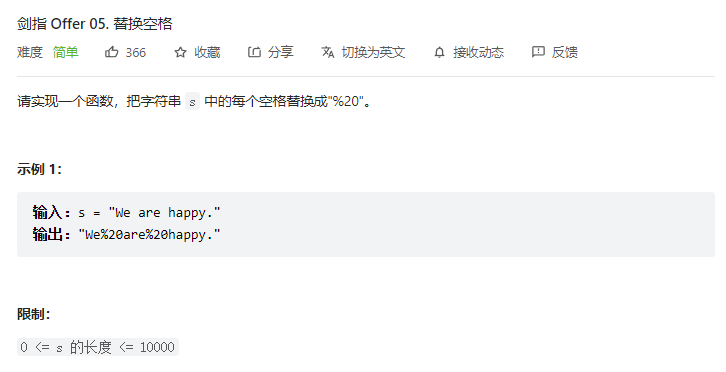 剑指 Offer 05. 替换空格
难度 简单 366 收藏 分享 切换为英文 接收动态 反馈
请实现一个函数，把字符串 s 中的每个空格替换成"%20"。
示例 1：
输入：s = "We are happy."
输出："We%20are%20happy."
限制：
0 <= s 的长度 <= 10000